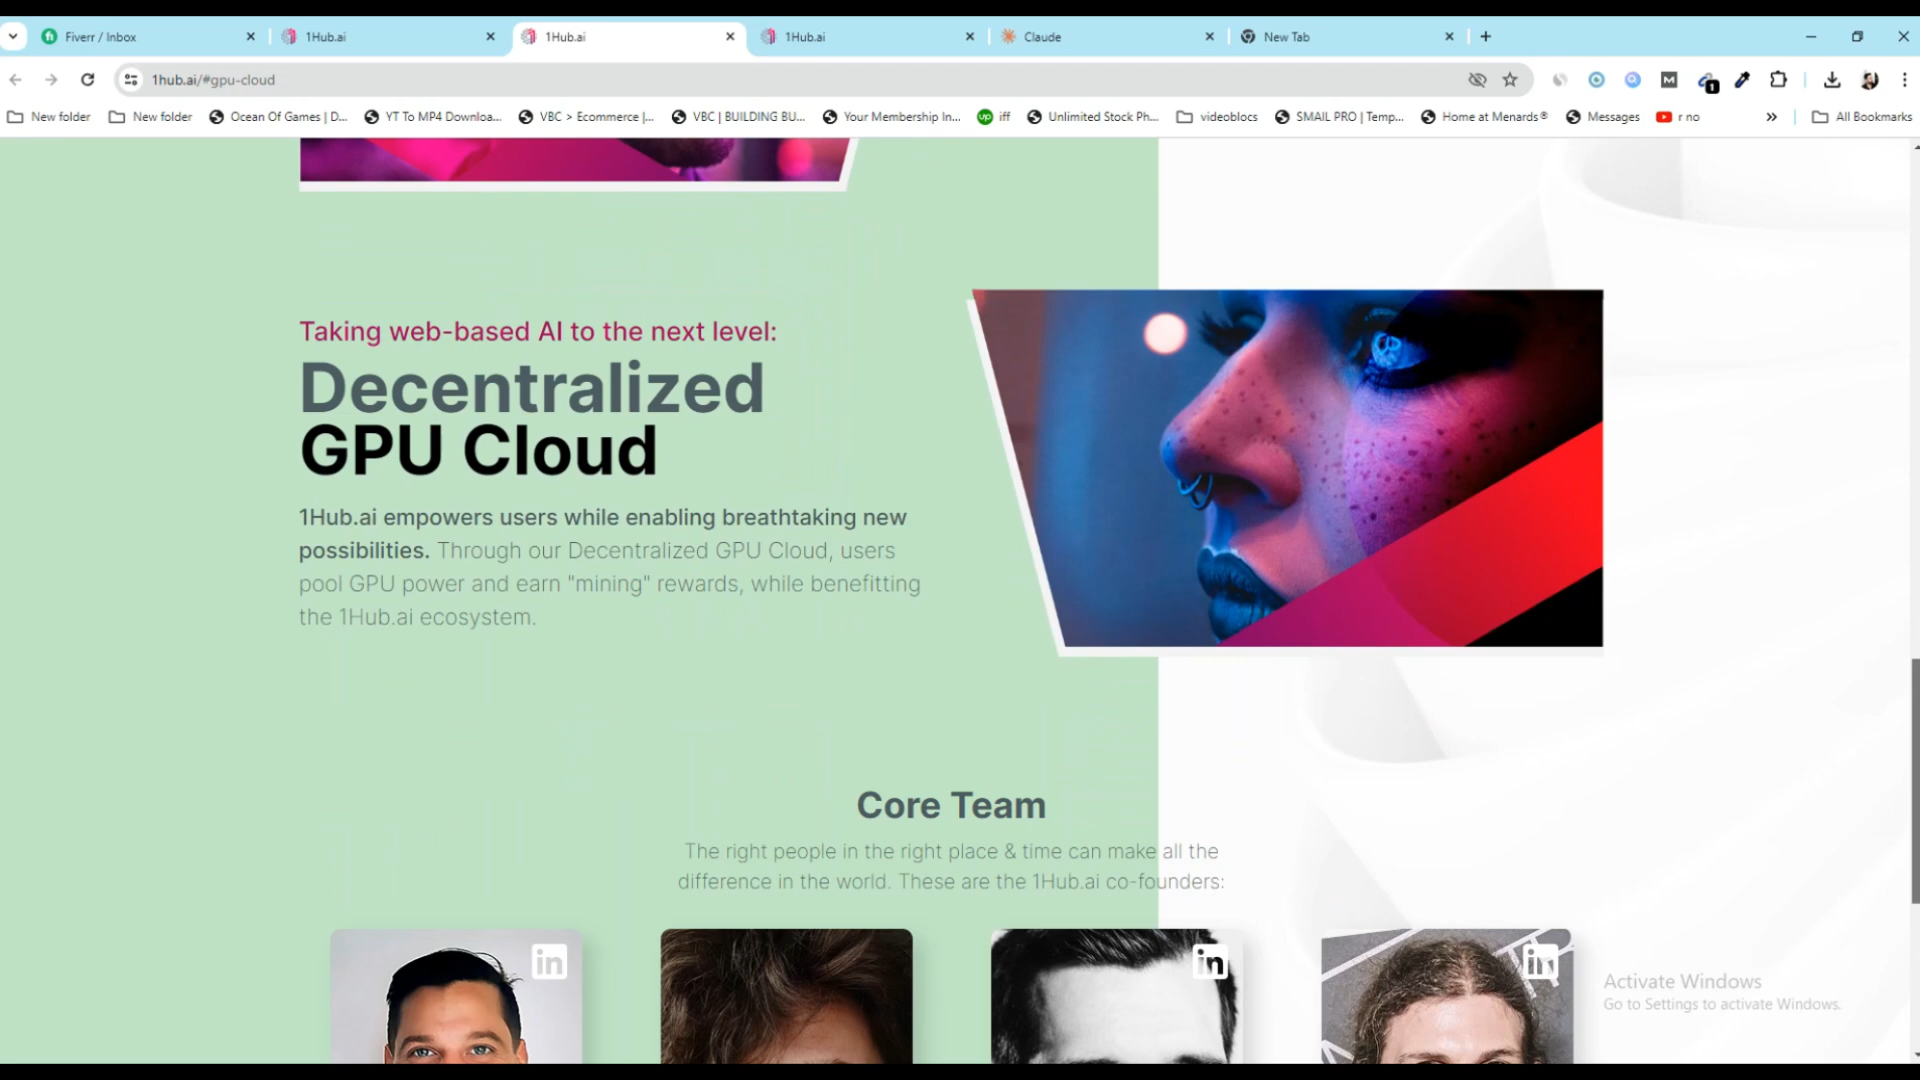 Fiverr / Inbox
1Hub.ai
1Hub.ai
1Hub.ai
Claude
New Tab
1hub.ai/#gpu-cloud
1
New folder
New folder
Ocean Of Games | D...
YT To MP4 Downloa...
VBC > Ecommerce |...
VBC | BUILDING BU...
Your Membership In...
up iff
Unlimited Stock Ph...
videoblocs
SMAIL PRO | Temp...
Home at Menards®
Messages
r no
All Bookmarks
Taking web-based AI to the next level:
Decentralized
GPU Cloud
1Hub.ai empowers users while enabling breathtaking new
possibilities. Through our Decentralized GPU Cloud, users
pool GPU power and earn "mining" rewards, while benefitting
the 1Hub.ai ecosystem.
Core Team
The right people in the right place & time can make all the
difference in the world. These are the 1Hub.ai co-founders:
in
in
in
Activate Windows
Go to Settings to activate Windows.